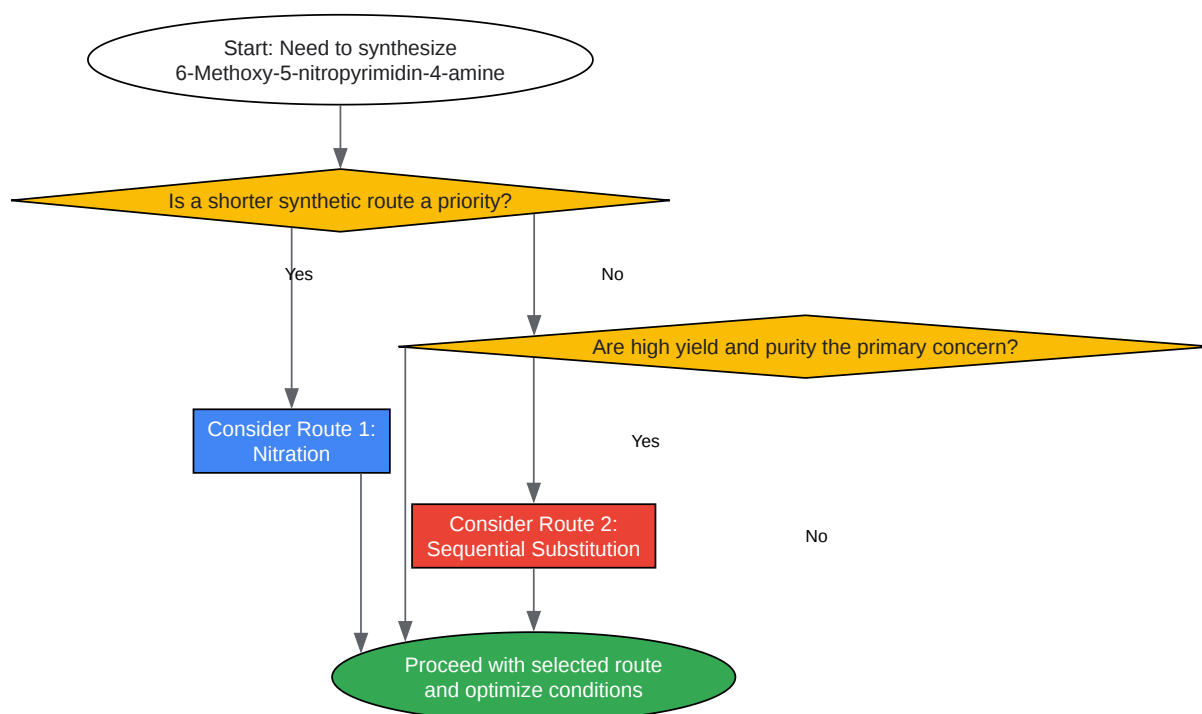 Start: Need to synthesize
6-Methoxy-5-nitropyrimidin-4-amine
Is a shorter synthetic route a priority?
Yes
No
Are high yield and purity the primary concern?
Consider Route 1:
Nitration
Yes
Consider Route 2:
Sequential Substitution
No
Proceed with selected route
and optimize conditions